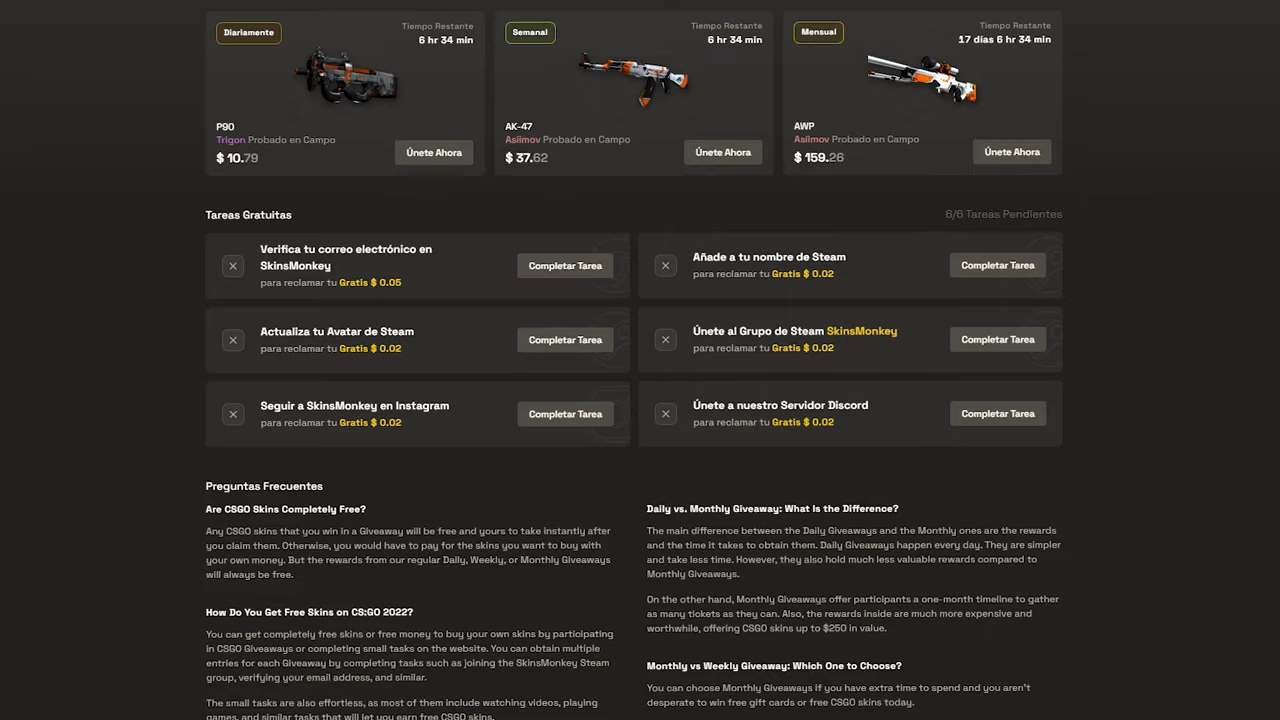 Diariamente
Tiempo Restante
6 hr 34 min
P90
Trigon Probado en Campo
$ 10.79
Únete Ahora
Semanal
Tiempo Restante
6 hr 34 min
AK-47
Asiimov Probado en Campo
$ 37.62
Únete Ahora
Mensual
Tiempo Restante
17 días 6 hr 34 min
AWP
Asiimov Probado en Campo
$ 159.26
Únete Ahora
Tareas Gratuitas
6/6 Tareas Pendientes
Verifica tu correo electrónico en
SkinsMonkey
para reclamar tu Gratis $ 0.05
Completar Tarea
Añade a tu nombre de Steam
para reclamar tu Gratis $ 0.02
Completar Tarea
Actualiza tu Avatar de Steam
para reclamar tu Gratis $ 0.02
Completar Tarea
Únete al Grupo de Steam SkinsMonkey
para reclamar tu Gratis $ 0.02
Completar Tarea
Seguir a SkinsMonkey en Instagram
para reclamar tu Gratis $ 0.02
Completar Tarea
Únete a nuestro Servidor Discord
para reclamar tu Gratis $ 0.02
Completar Tarea
Preguntas Frecuentes
Are CSGO Skins Completely Free?
Any CSGO skins that you win in a Giveaway will be free and yours to take instantly after
you claim them. Otherwise, you would have to pay for the skins you want to buy with
your own money. But the rewards from our regular Daily, Weekly, or Monthly Giveaways
will always be free.
How Do You Get Free Skins on CS:GO 2022?
You can get completely free skins or free money to buy your own skins by participating
in CSGO Giveaways or completing small tasks on the website. You can obtain multiple
entries for each Giveaway by completing tasks such as joining the SkinsMonkey Steam
group, verifying your email address, and similar.
The small tasks are also effortless, as most of them include watching videos, playing
games, and similar tasks that will let you earn free CSGO skins.
Daily vs. Monthly Giveaway: What Is the Difference?
The main difference between the Daily Giveaways and the Monthly ones are the rewards
and the time it takes to obtain them. Daily Giveaways happen every day. They are simpler
and take less time. However, they also hold much less valuable rewards compared to
Monthly Giveaways.
On the other hand, Monthly Giveaways offer participants a one-month timeline to gather
as many tickets as they can. Also, the rewards inside are much more expensive and
worthwhile, offering CSGO skins up to $250 in value.
Monthly vs Weekly Giveaway: Which One to Choose?
You can choose Monthly Giveaways if you have extra time to spend and you aren't
desperate to win free gift cards or free CSGO skins today.